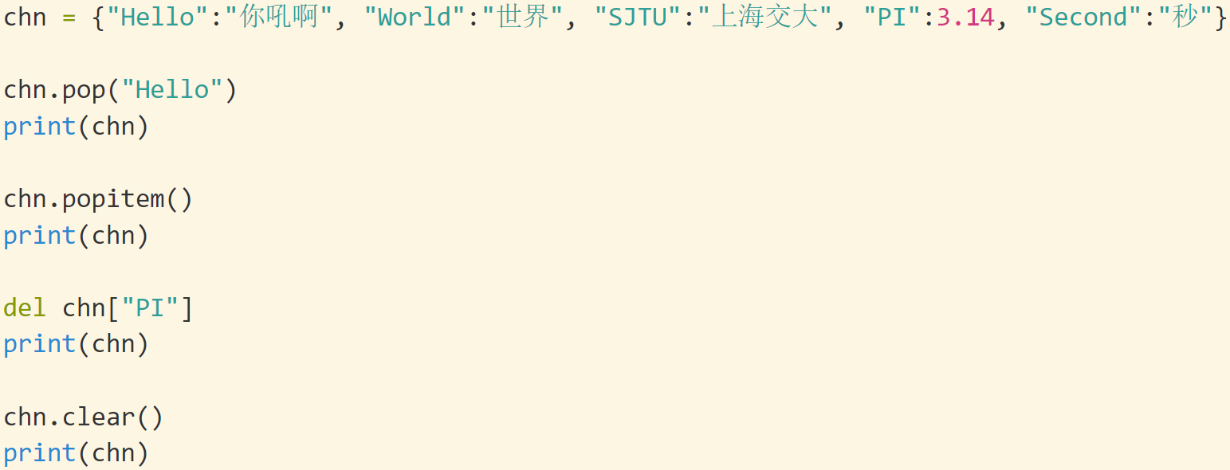 chn = {"Hello":"你吼啊", "World":"世界", "SJTU":"上海交大", "PI":3.14, "Second":"秒"}
chn.pop("Hello")
print(chn)
chn.popitem()
print(chn)
del chn["PI"]
print(chn)
chn.clear()
print(chn)